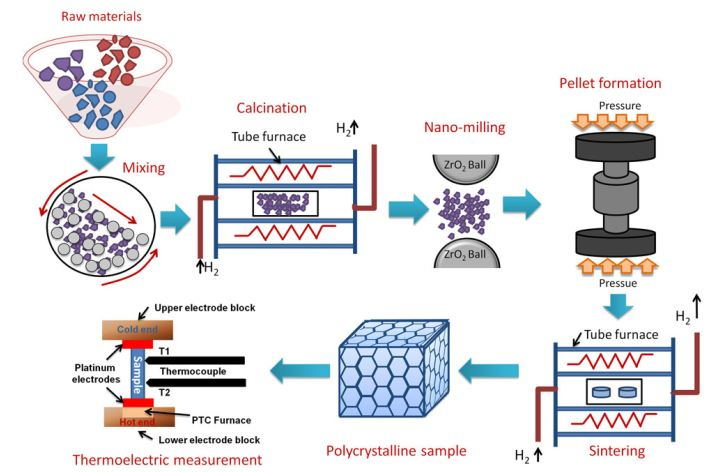 Raw materials
Mixing
Calcination
H2
Tube furnace
H2
Nano-milling
ZrO2 Ball
ZrO2 Ball
Pellet formation
Pressure
Pressue
H2
Tube furnace
H2
Sintering
Polycrystalline sample
Upper electrode block
Cold end
T1
Thermocouple
T2
Sample
Platinum
electrodes
PTC Furnace
Hot end
Lower electrode block
Thermoelectric measurement